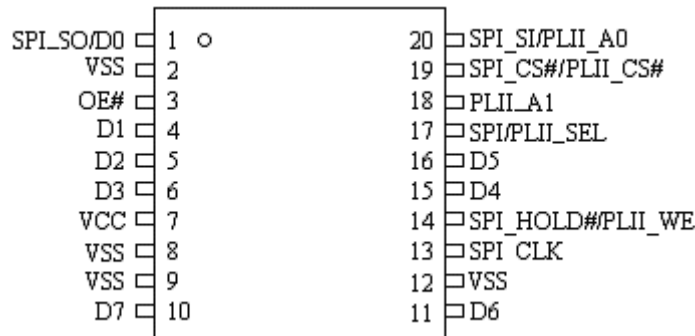 SPI_SO/D0 1 20 SPI_SI/PLII_A0
VSS 2 19 SPI_CS#/PLII_CS#
OE# 3 18 PLII_A1
D1 4 17 SPI/PLII_SEL
D2 5 16 D5
D3 6 15 D4
VCC 7 14 SPI_HOLD#/PLII_WE
VSS 8 13 SPI_CLK
VSS 9 12 VSS
D7 10 11 D6